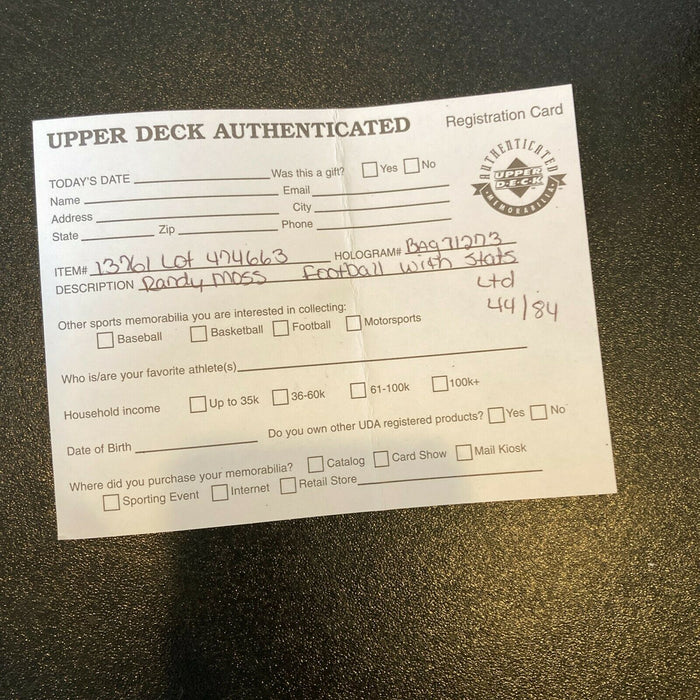 UPPER DECK AUTHENTICATED
Registration Card
TODAY'S DATE Was this a gift? Yes No
Name Email
Address City
State Zip Phone
AUTHENTICATED
UPPER
DECK
MEMORABILIA
ITEM# 13761 Lot 474663 HOLOGRAM# BAQ71273
DESCRIPTION Randy Moss Football with Stats
Ltd
44/84
Other sports memorabilia you are interested in collecting:
Baseball Basketball Football Motorsports
Who is/are your favorite athlete(s)
Household income Up to 35k 36-60k 61-100k 100k+
Date of Birth Do you own other UDA registered products? Yes No
Where did you purchase your memorabilia? Catalog Card Show Mail Kiosk
Sporting Event Internet Retail Store